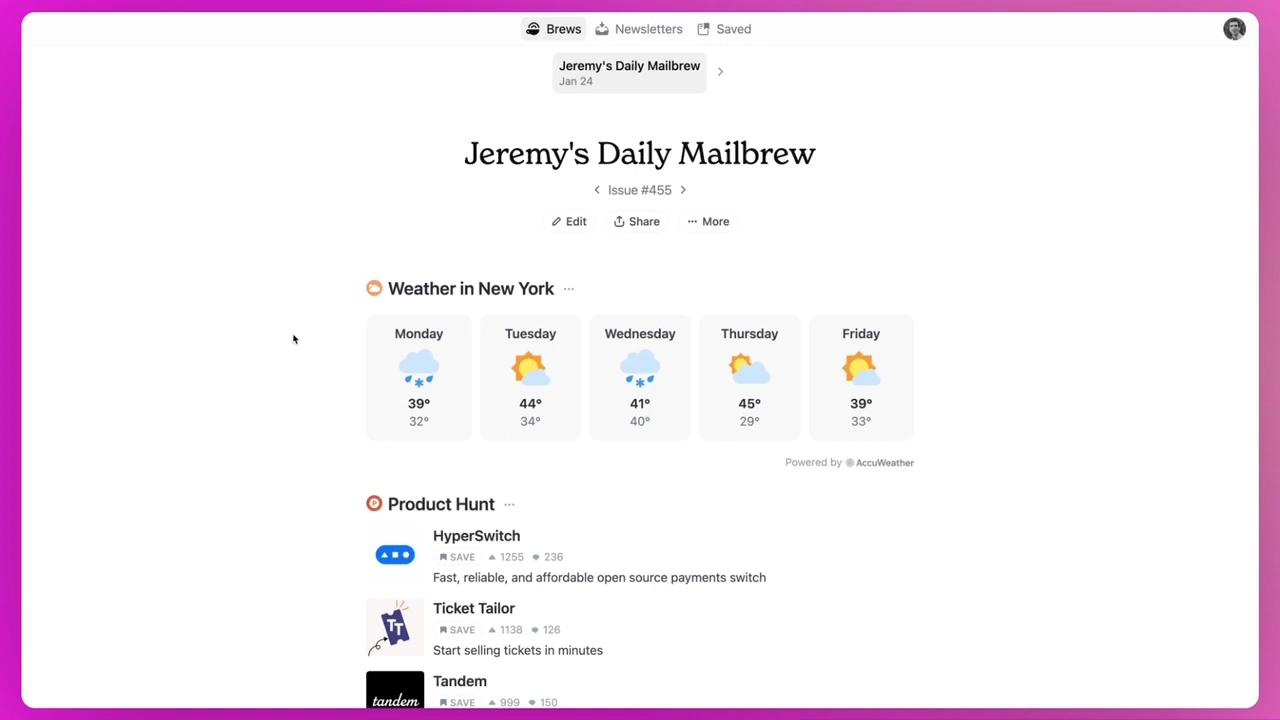 Brews Newsletters Saved
Jeremy's Daily Mailbrew
Jan 24
Jeremy's Daily Mailbrew
Issue #455
Edit Share More
Weather in New York
Monday Tuesday Wednesday Thursday Friday
39° 44° 41° 45° 39°
32° 34° 40° 29° 33°
Powered by AccuWeather
Product Hunt
HyperSwitch
SAVE 1255 236
Fast, reliable, and affordable open source payments switch
TT
Ticket Tailor
SAVE 1138 126
Start selling tickets in minutes
tandem
Tandem
SAVE 999 150